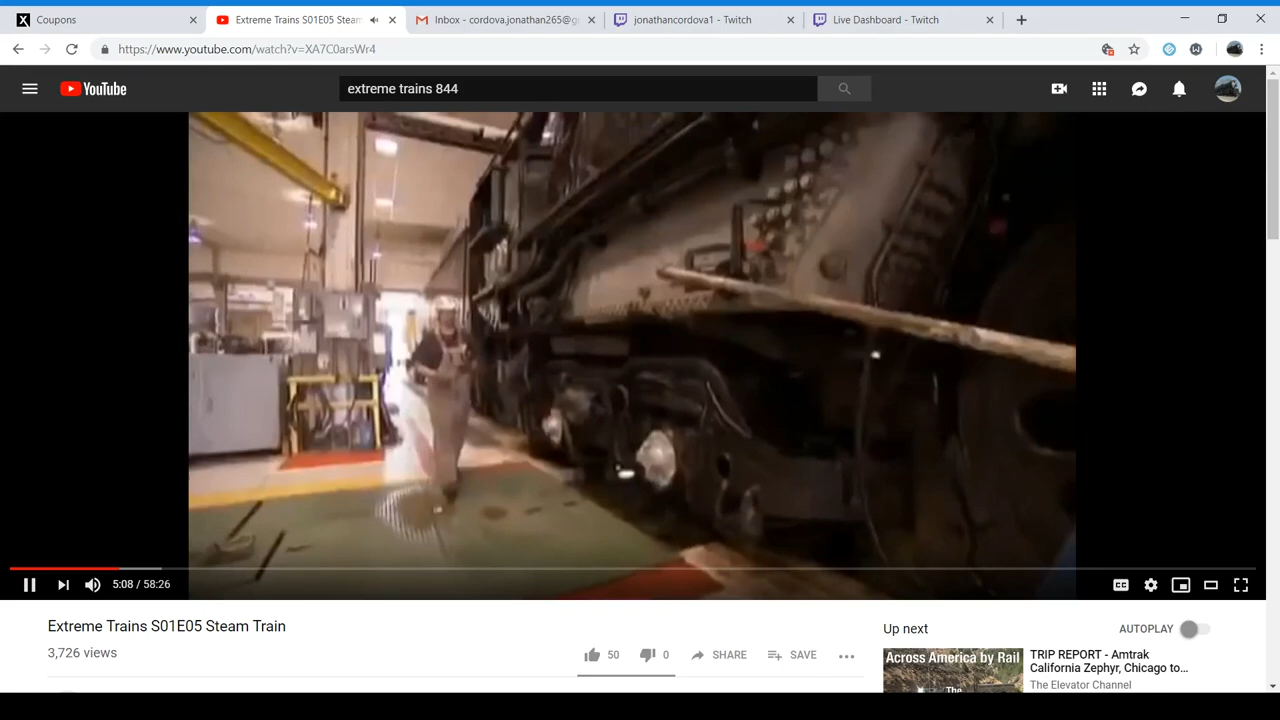 Coupons
Extreme Trains S01E05 Steam
Inbox - cordova.jonathan265@g
jonathancordova1 - Twitch
Live Dashboard - Twitch
https://www.youtube.com/watch?v=XA7C0arsWr4
YouTube
extreme trains 844
5:08 / 58:26
CC
Extreme Trains S01E05 Steam Train
3,726 views
50
0
SHARE
SAVE
Up next
AUTOPLAY
Across America by Rail
The
TRIP REPORT - Amtrak
California Zephyr, Chicago to...
The Elevator Channel